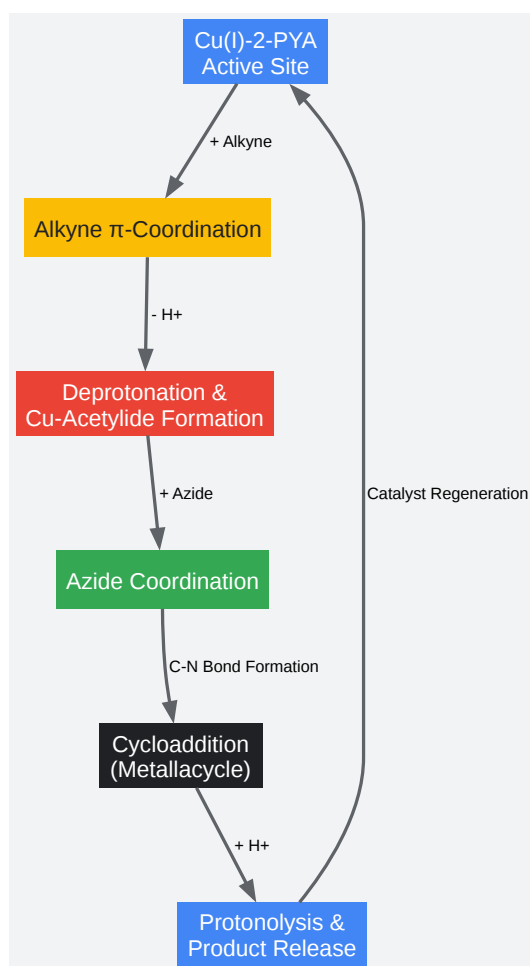 Cu(I)-2-PYA
Active Site
+ Alkyne
Alkyne π-Coordination
- H+
Deprotonation &
Cu-Acetylide Formation
+ Azide
Catalyst Regeneration
Azide Coordination
C-N Bond Formation
Cycloaddition
(Metallacycle)
+ H+
Protonolysis &
Product Release